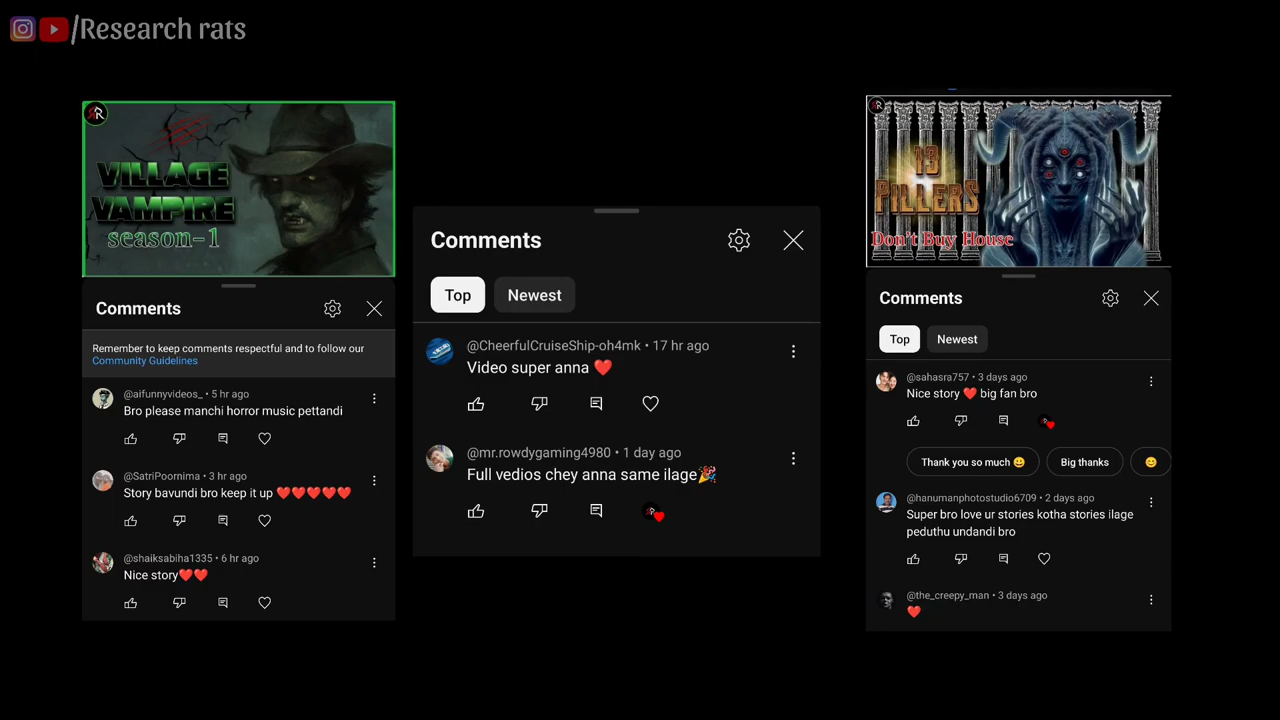 /Research rats
VILLAGE
VAMPIRE
season-1
Comments
Remember to keep comments respectful and to follow our
Community Guidelines
@aifunnyvideos_ • 5 hr ago
Bro please manchi horror music pettandi
@SatriPoornima • 3 hr ago
Story bavundi bro keep it up ❤️❤️❤️❤️❤️
@shaiksabiha1335 • 6 hr ago
Nice story❤️❤️
Comments
Top
Newest
@CheerfulCruiseShip-oh4mk • 17 hr ago
Video super anna ❤️
@mr.rowdygaming4980 • 1 day ago
Full vedios chey anna same ilage🎉
13
PILLERS
Don't Buy House
Comments
Top
Newest
@sahasra757 • 3 days ago
Nice story ❤️ big fan bro
Thank you so much 😀
Big thanks
😊
@hanumanphotostudio6709 • 2 days ago
Super bro love ur stories kotha stories ilage
peduthu undandi bro
@the_creepy_man • 3 days ago
❤️